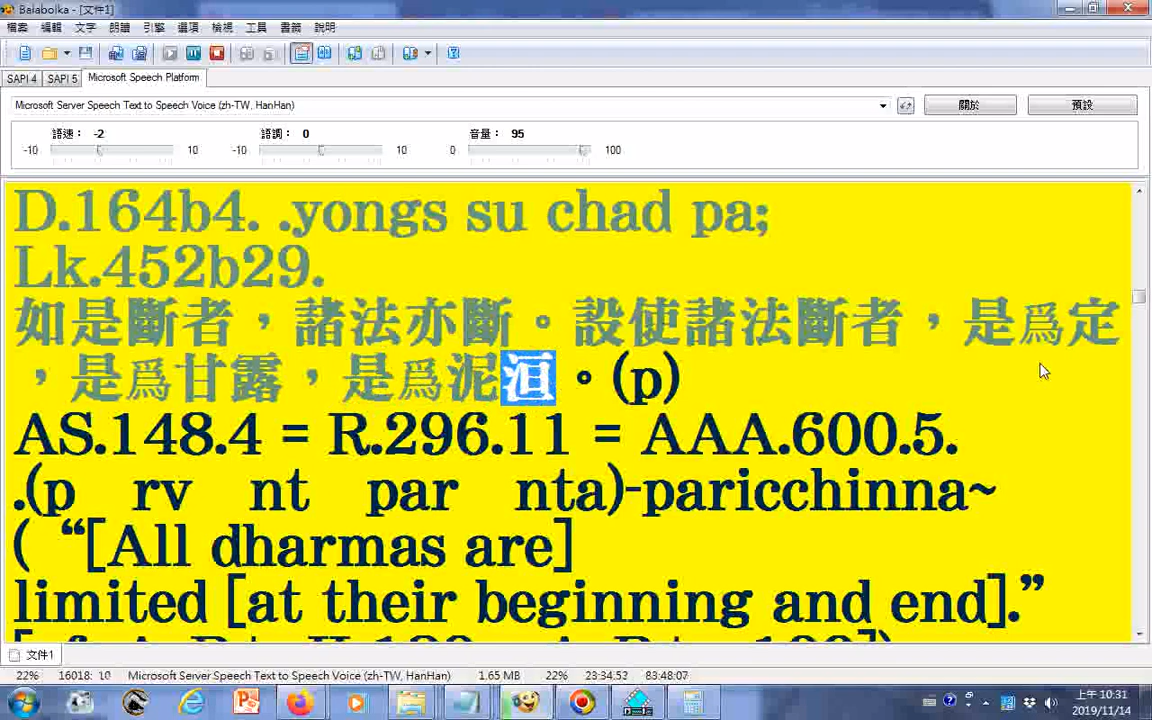 Balabolka - [文件1]
檔案 編輯 文字 朗讀 引擎 選項 檢視 工具 書籤 說明
SAPI 4 SAPI 5 Microsoft Speech Platform
Microsoft Server Speech Text to Speech Voice (zh-TW, HanHan) 關於 預設
語速： -2 語調： 0 音量： 95
-10 10 -10 10 0 100
D.164b4. .yongs su chad pa;
Lk.452b29.
如是斷者，諸法亦斷。設使諸法斷者，是爲定
，是爲甘露，是爲泥洹。(p)
AS.148.4 = R.296.11 = AAA.600.5.
.(p rv nt par nta)-paricchinna~
( “[All dharmas are]
limited [at their beginning and end].”
文件1
22% 16018: 10 Microsoft Server Speech Text to Speech Voice (zh-TW, HanHan) 1.65 MB 22% 23:34:53 83:48:07
上午 10:31
2019/11/14